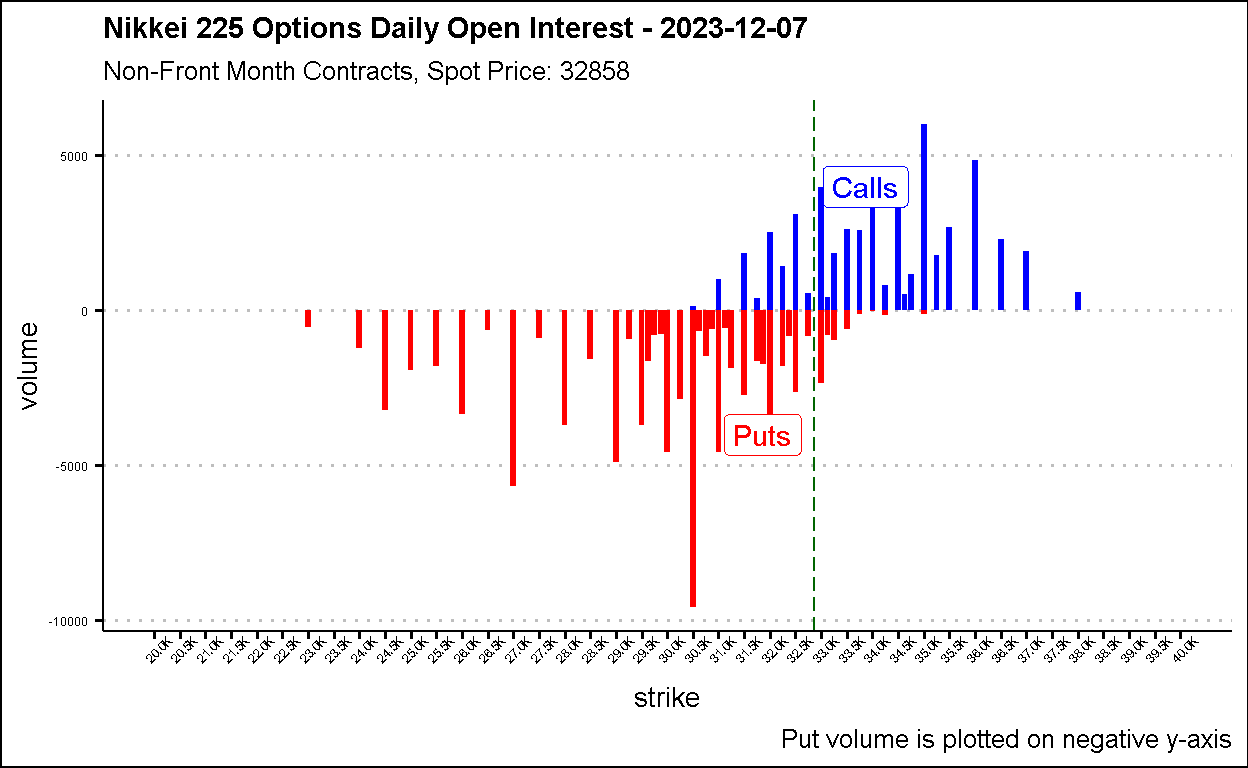 Nikkei 225 Options Daily Open Interest - 2023-12-07
Non-Front Month Contracts, Spot Price: 32858
5000
0
-5000
-10000
volume
Calls
Puts
20.0K
20.5K
21.0K
21.5K
22.0K
22.5K
23.0K
23.5K
24.0K
24.5K
25.0K
25.5K
26.0K
26.5K
27.0K
27.5K
28.0K
28.5K
29.0K
29.5K
30.0K
30.5K
31.0K
31.5K
32.0K
32.5K
33.0K
33.5K
34.0K
34.5K
35.0K
35.5K
36.0K
36.5K
37.0K
37.5K
38.0K
38.5K
39.0K
39.5K
40.0K
strike
Put volume is plotted on negative y-axis